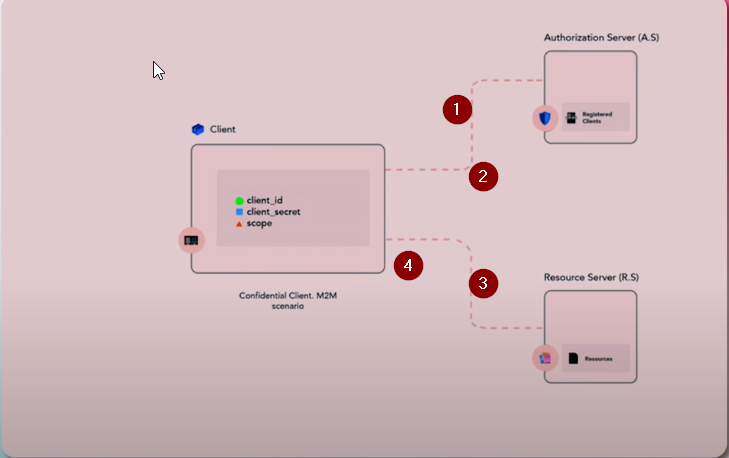 Authorization Server (A.S)
1
Registered
Clients
Client
2
client_id
client_secret
scope
4
3
Resource Server (R.S)
Confidential Client. M2M
scenario
Resources